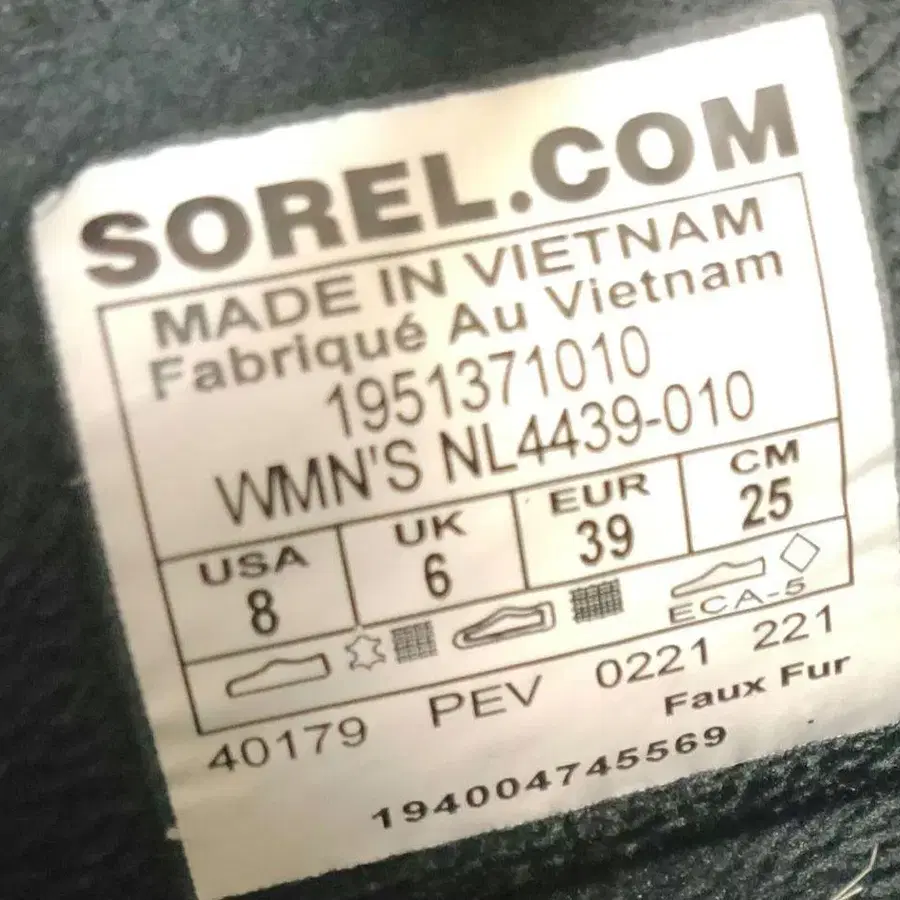 SOREL.COM
MADE IN VIETNAM
Fabriqué Au Vietnam
1951371010
WMN'S NL4439-010
USA UK EUR CM
8 6 39 25
ECA-5
40179 PEV 0221 221
Faux Fur
194004745569